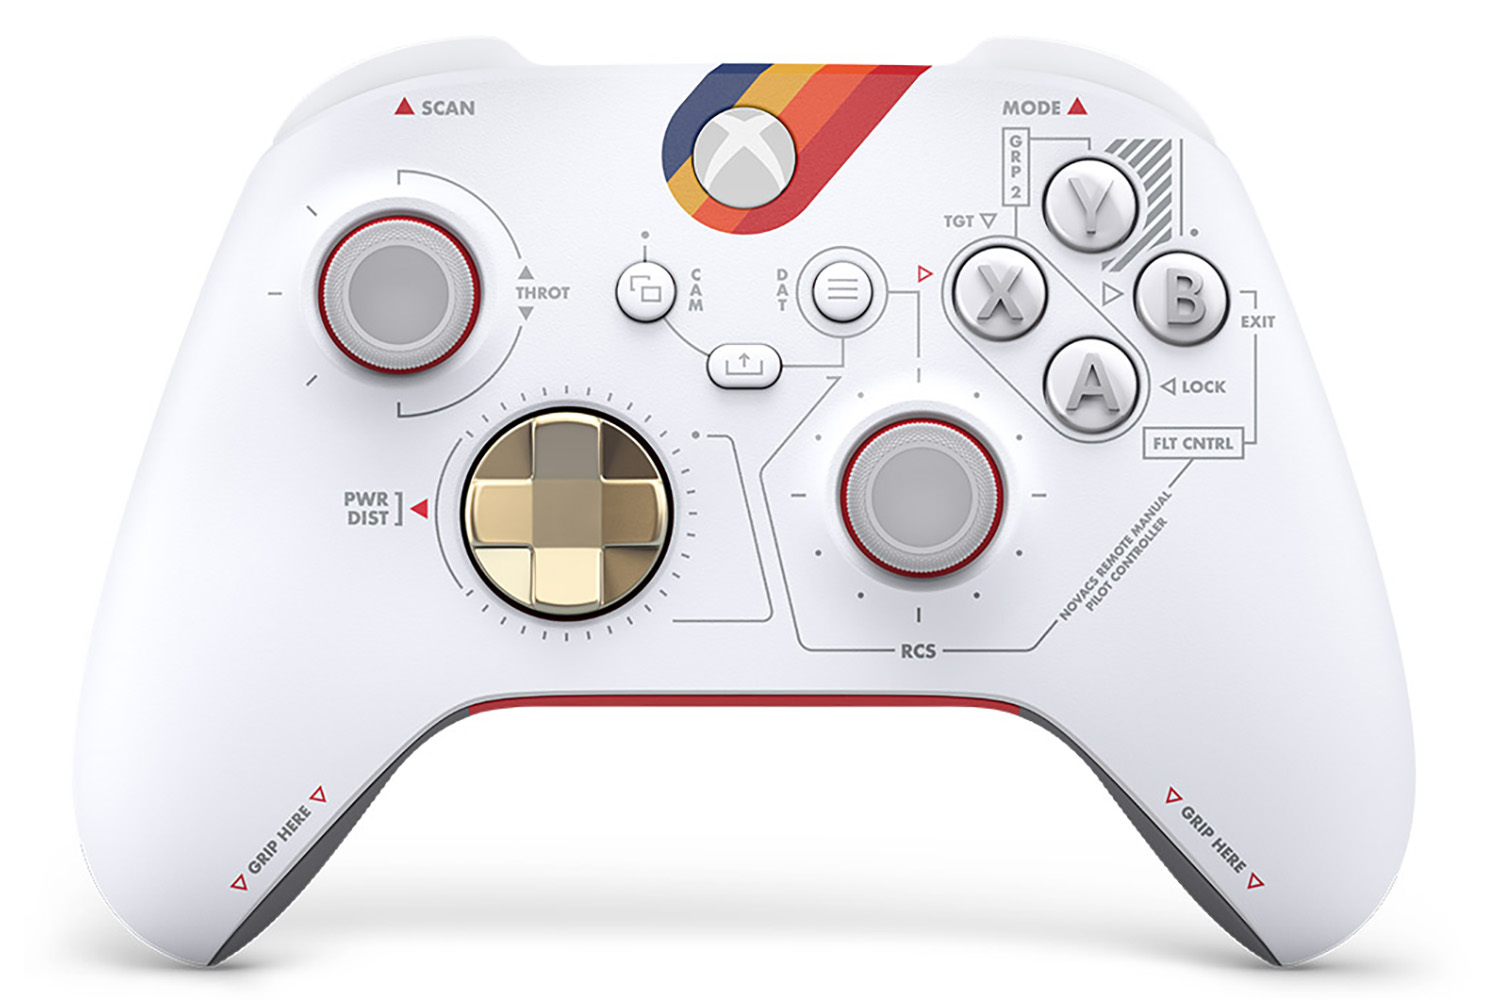 SCAN
MODE
GRP 2
TGT
Y
X
B
A
THROT
CAM
DAT
EXIT
LOCK
FLT CNTRL
PWR
DIST
NOVACS REMOTE MANUAL
PILOT CONTROLLER
RCS
GRIP HERE
GRIP HERE